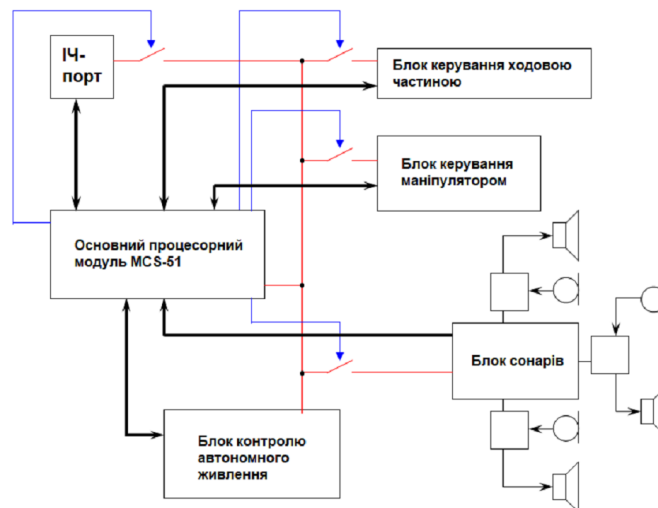 ІЧ-
порт
Блок керування ходовою
частиною
Блок керування
маніпулятором
Основний процесорний
модуль MCS-51
Блок сонарів
Блок контролю
автономного
живлення